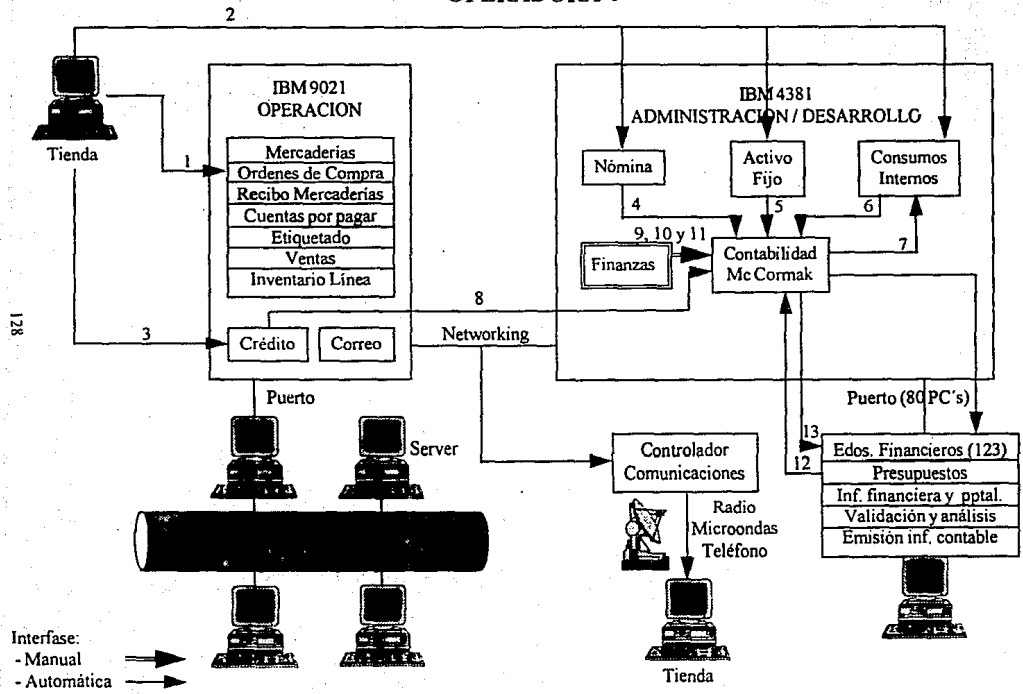 2
IBM 9021
OPERACION
IBM 4381
ADMINISTRACION / DESARROLLO
Tienda
1
Mercaderías
Ordenes de Compra
Recibo Mercaderías
Cuentas por pagar
Etiquetado
Ventas
Inventario Línea
Nómina
Activo
Fijo
Consumos
Internos
4
5
6
9, 10 y 11
Finanzas
Contabilidad
Mc Cormak
7
8
128
3
Crédito
Correo
Networking
Puerto
Puerto (80 PC's)
Server
Controlador
Comunicaciones
13
12
Edos. Financieros (123)
Presupuestos
Inf. financiera y pptal.
Validación y análisis
Emisión inf. contable
Radio
Microondas
Teléfono
Interfase:
- Manual
- Automática
Tienda